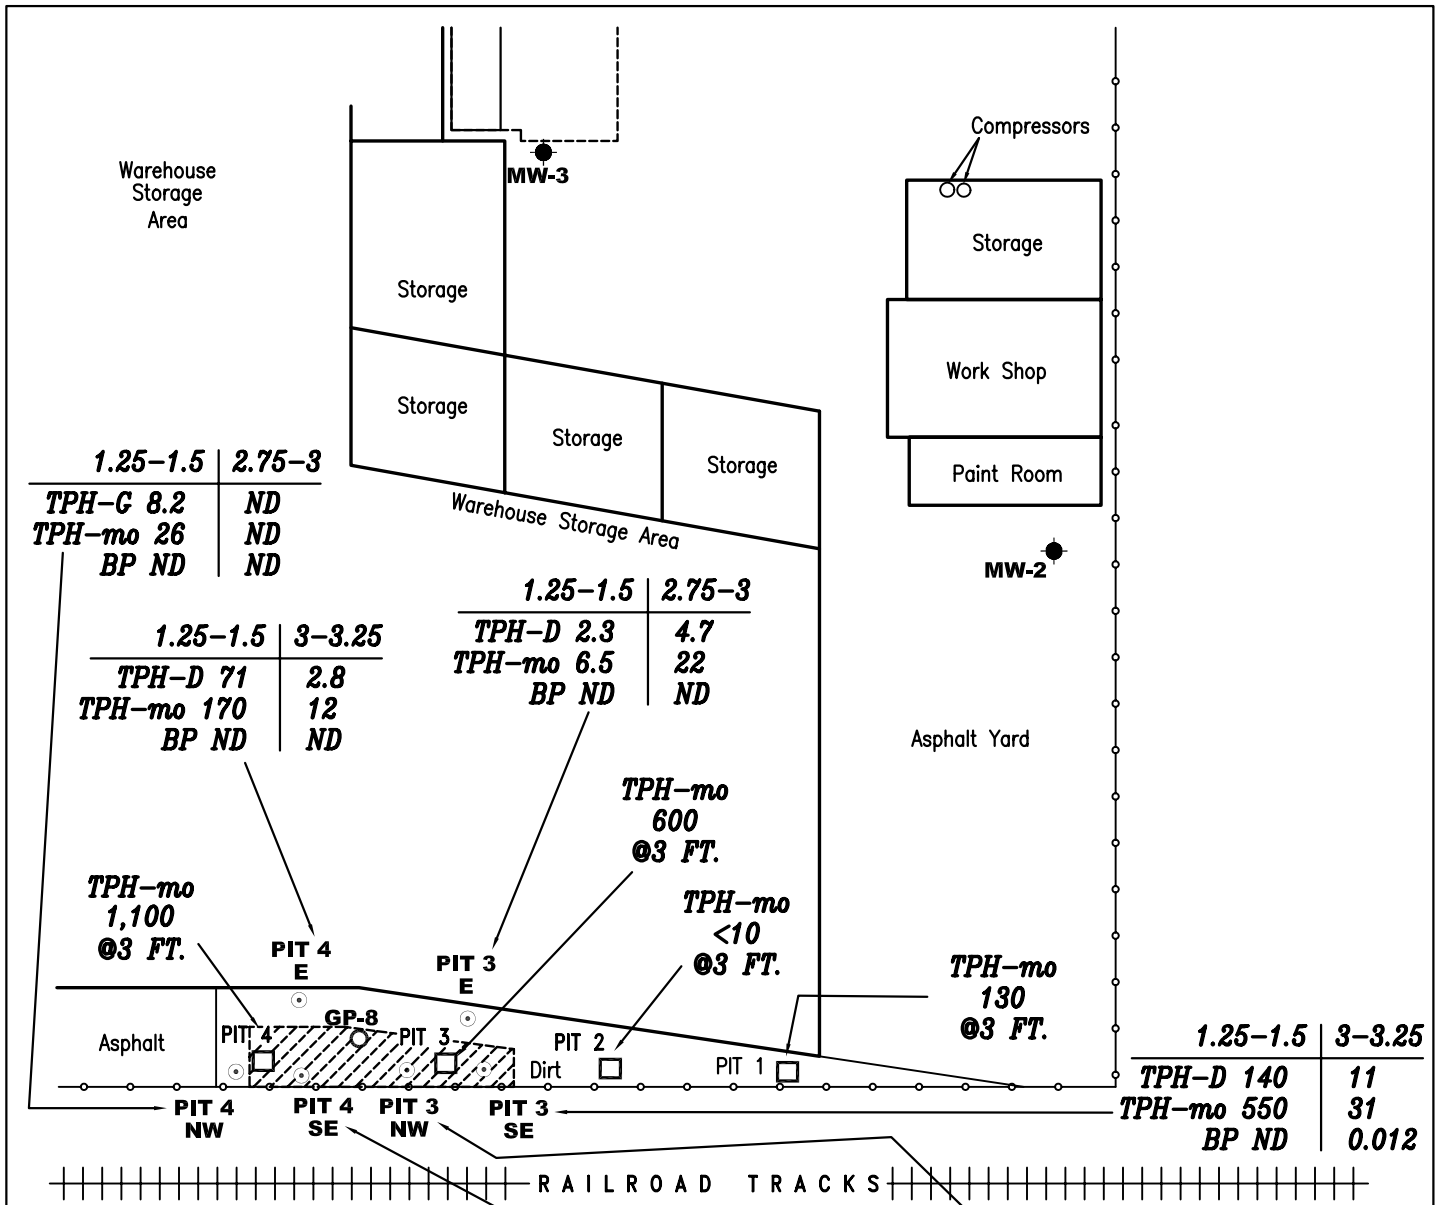 Compressors
Warehouse
Storage
Area
MW-3
Storage
Storage
Storage
Work Shop
Storage
Storage
Storage
Paint Room
Warehouse Storage Area
MW-2
1.25-1.5 2.75-3
TPH-G 8.2 ND
TPH-mo 26 ND
BP ND ND
1.25-1.5 2.75-3
TPH-D 2.3 4.7
TPH-mo 6.5 22
BP ND ND
1.25-1.5 3-3.25
TPH-D 71 2.8
TPH-mo 170 12
BP ND ND
Asphalt Yard
TPH-mo
600
@3 FT.
TPH-mo
1,100
@3 FT.
TPH-mo
<10
@3 FT.
PIT 4
E
PIT 3
E
TPH-mo
130
@3 FT.
GP-8
Asphalt
PIT 4
PIT 3
PIT 2
Dirt
PIT 1
1.25-1.5 3-3.25
TPH-D 140 11
TPH-mo 550 31
BP ND 0.012
PIT 4
NW
PIT 4
SE
PIT 3
NW
PIT 3
SE
RAILROAD TRACKS